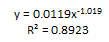 y = 0.0119x⁻¹·⁰¹⁹
R² = 0.8923